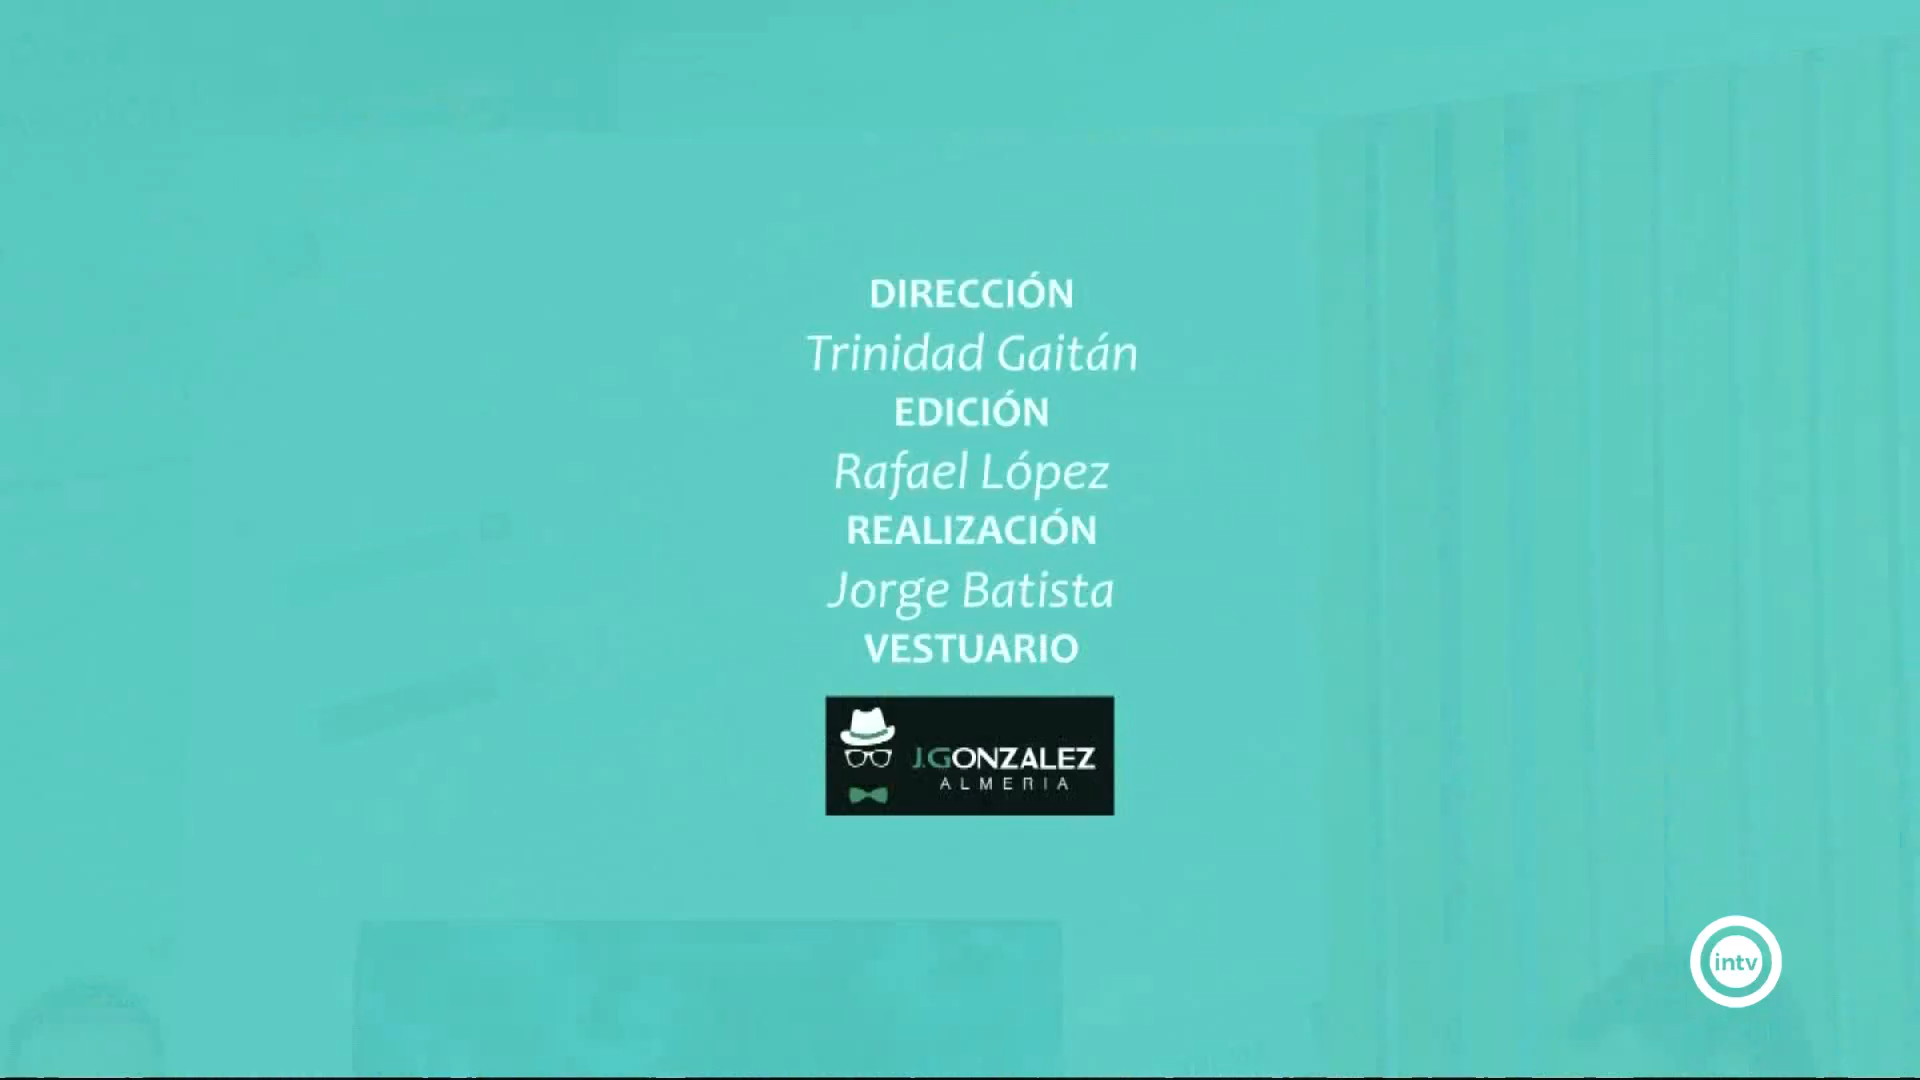 DIRECCIÓN
Trinidad Gaitán
EDICIÓN
Rafael López
REALIZACIÓN
Jorge Batista
VESTUARIO
J.GONZALEZ
ALMERIA
intv